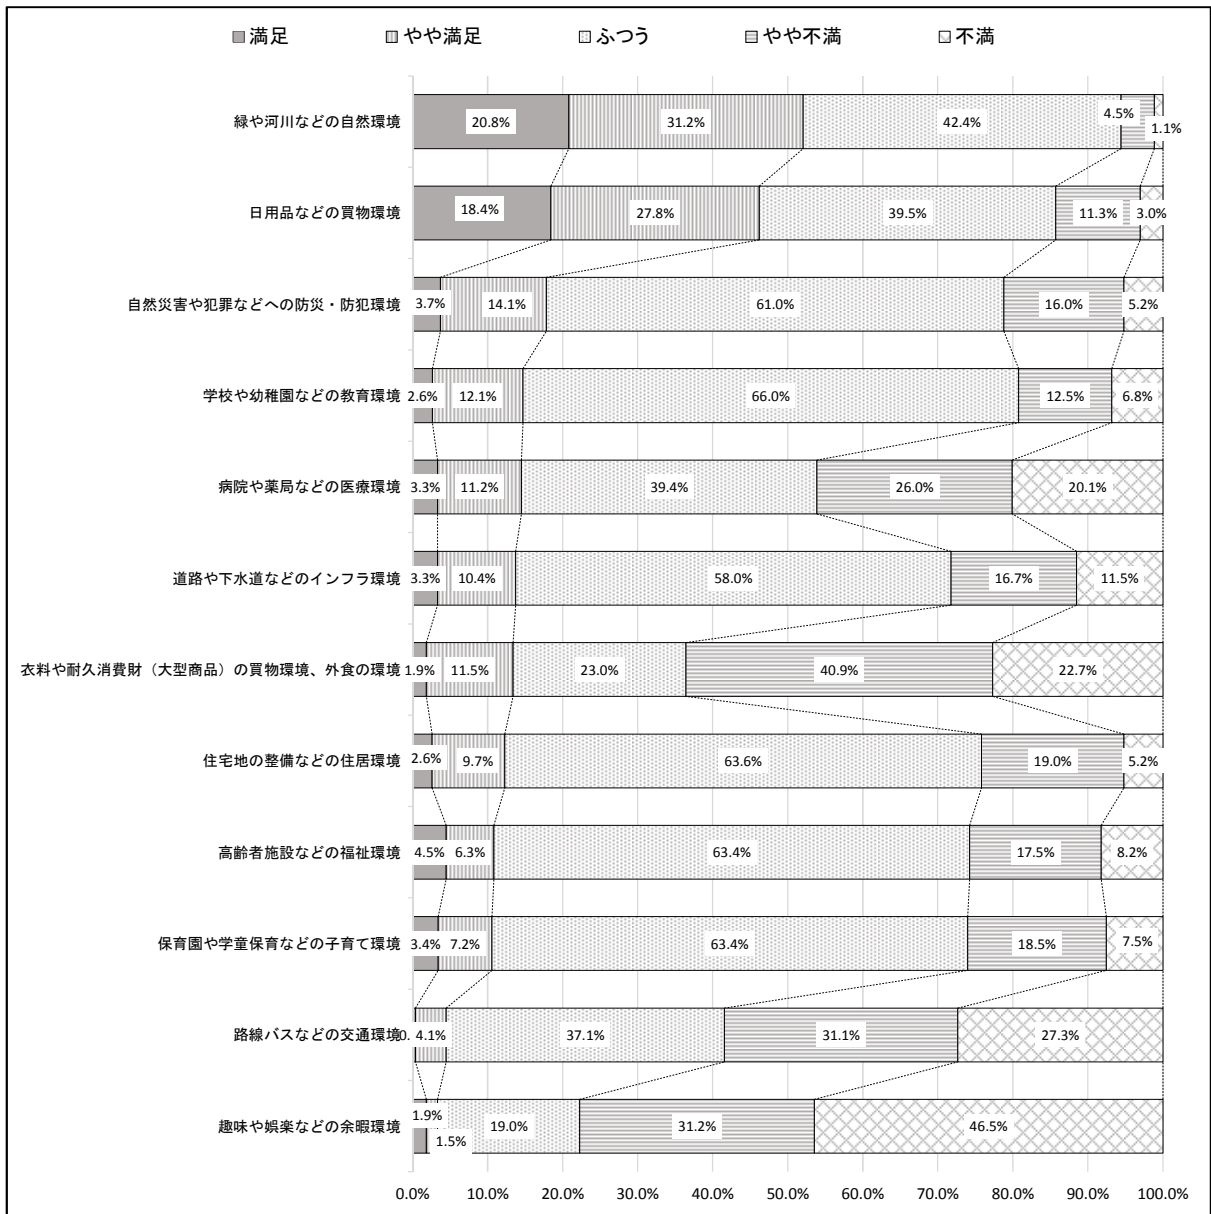 満足 やや満足 ふつう やや不満 不満
緑や河川などの自然環境 20.8% 31.2% 42.4% 4.5% 1.1%
日用品などの買物環境 18.4% 27.8% 39.5% 11.3% 3.0%
自然災害や犯罪などへの防災・防犯環境 3.7% 14.1% 61.0% 16.0% 5.2%
学校や幼稚園などの教育環境 2.6% 12.1% 66.0% 12.5% 6.8%
病院や薬局などの医療環境 3.3% 11.2% 39.4% 26.0% 20.1%
道路や下水道などのインフラ環境 3.3% 10.4% 58.0% 16.7% 11.5%
衣料や耐久消費財（大型商品）の買物環境、外食の環境 1.9% 11.5% 23.0% 40.9% 22.7%
住宅地の整備などの住居環境 2.6% 9.7% 63.6% 19.0% 5.2%
高齢者施設などの福祉環境 4.5% 6.3% 63.4% 17.5% 8.2%
保育園や学童保育などの子育て環境 3.4% 7.2% 63.4% 18.5% 7.5%
路線バスなどの交通環境 4.1% 37.1% 31.1% 27.3%
趣味や娯楽などの余暇環境 1.9% 1.5% 19.0% 31.2% 46.5%
0.0% 10.0% 20.0% 30.0% 40.0% 50.0% 60.0% 70.0% 80.0% 90.0% 100.0%